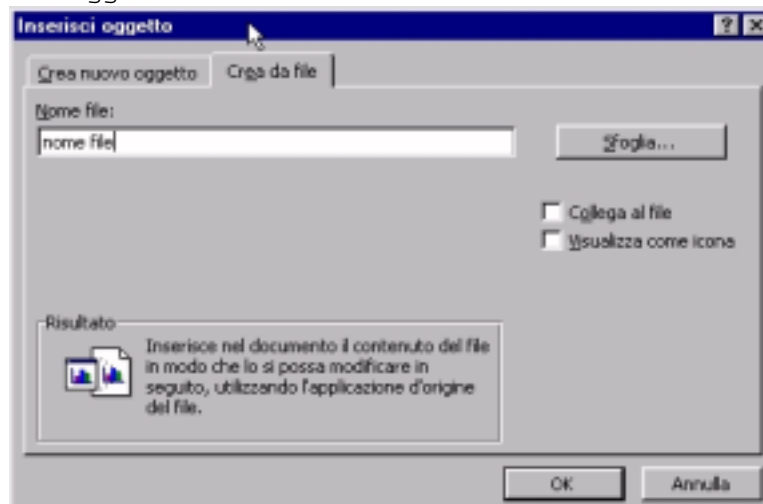 Inserisci oggetto
Crea nuovo oggetto
Crea da file
Nome file:
nome file
Sfoglia...
Collega al file
Visualizza come icona
Risultato
Inserisce nel documento il contenuto del file
in modo che lo si possa modificare in
seguito, utilizzando l'applicazione d'origine
del file.
OK
Annulla